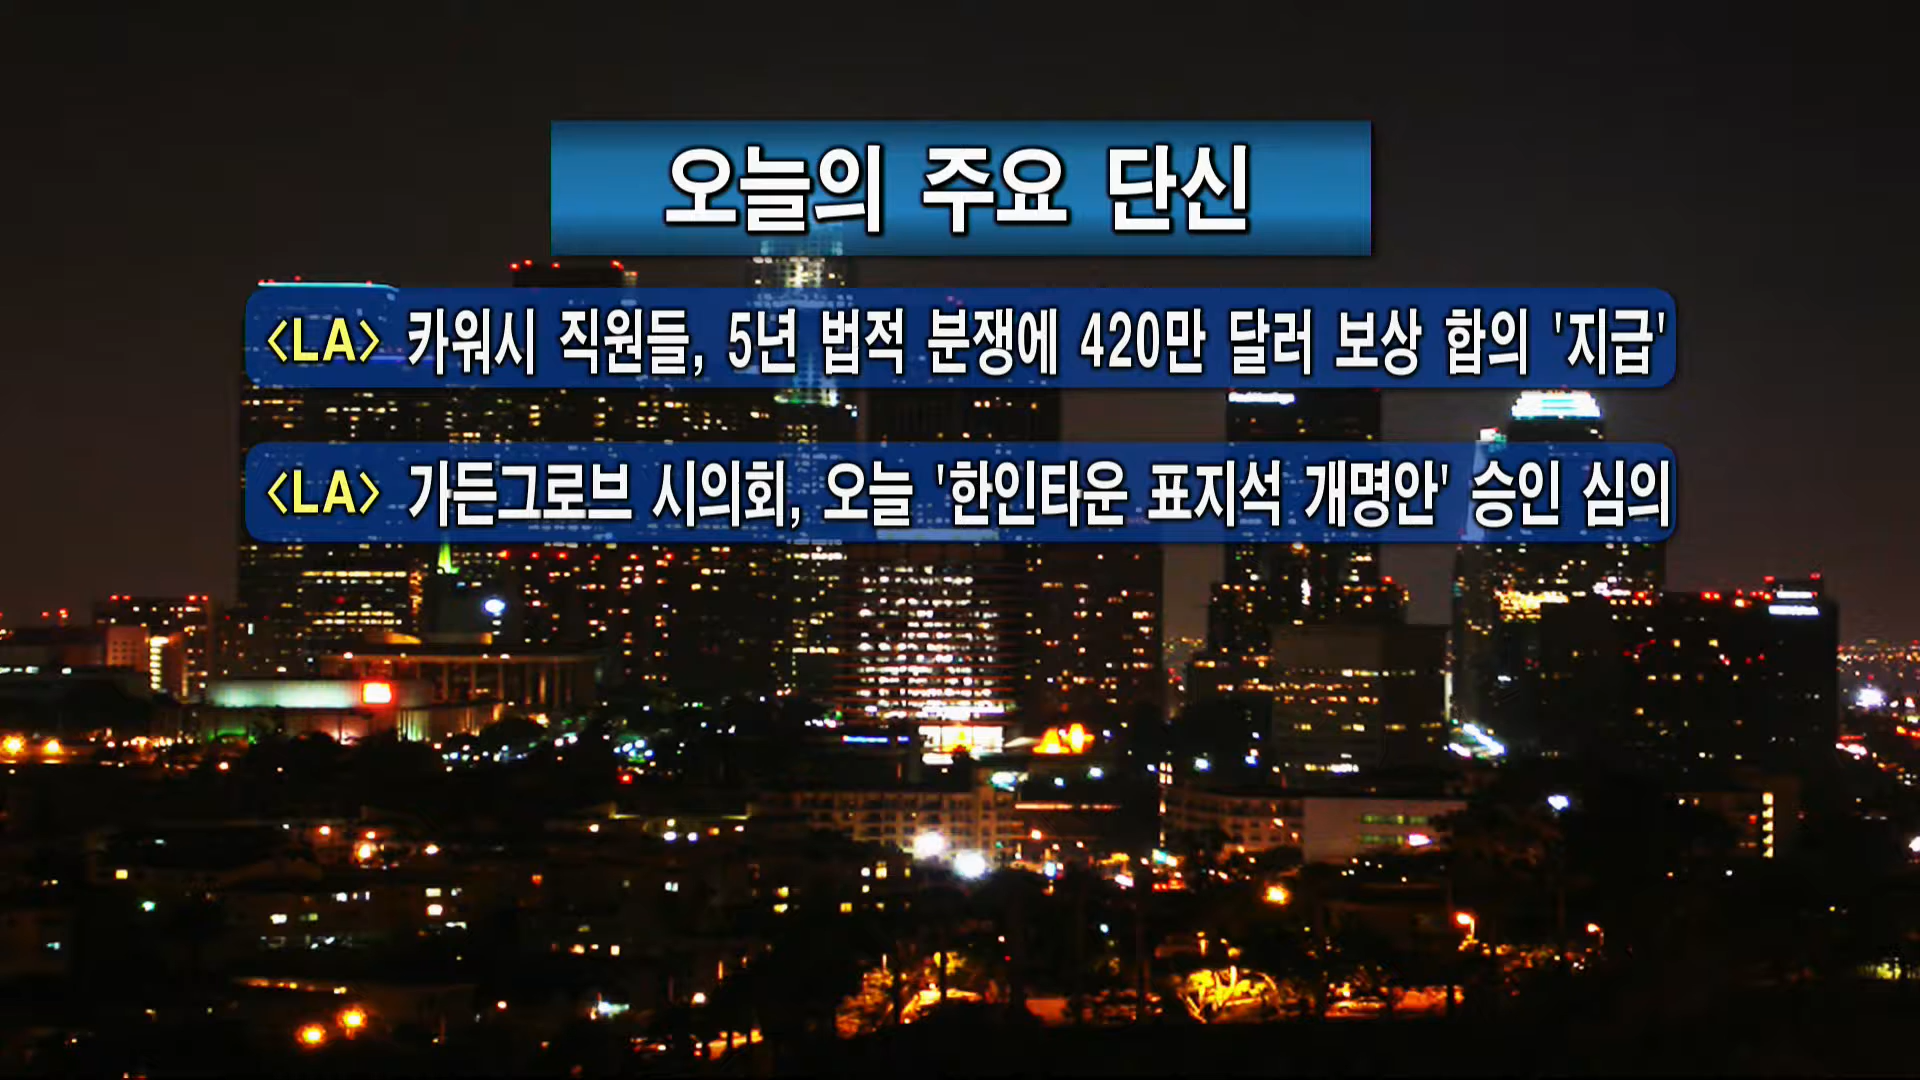 오늘의 주요 단신
<LA> 카워시 직원들, 5년 법적 분쟁에 420만 달러 보상 합의 '지급'
<LA> 가든그로브 시의회, 오늘 '한인타운 표지석 개명안' 승인 심의